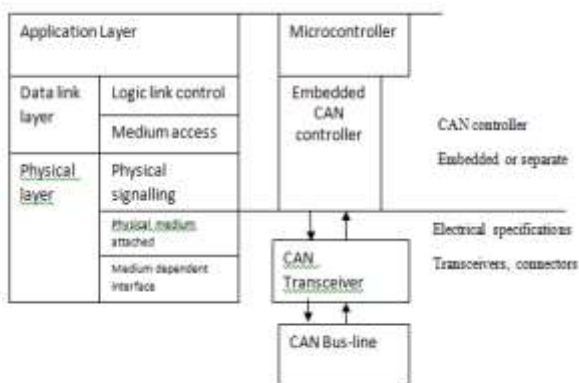 Application Layer
Data link
layer
Logic link control
Medium access
Physical
layer
Physical
signalling
Physical medium
attached
Medium dependent
interface
Microcontroller
Embedded
CAN
controller
CAN
Transceiver
CAN Bus-line
CAN controller
Embedded or separate
Electrical specifications
Transceivers, connectors